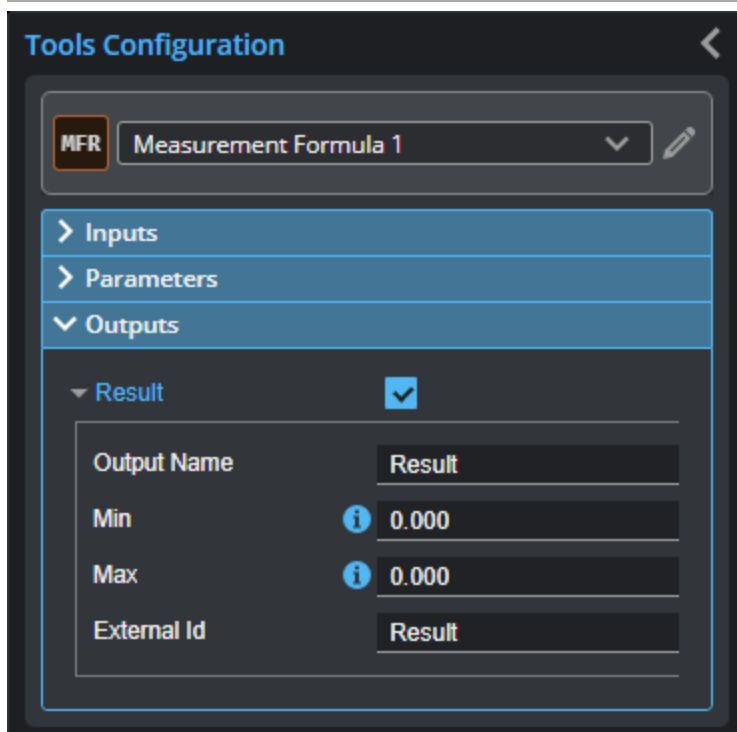 Tools Configuration
MFR Measurement Formula 1
Inputs
Parameters
Outputs
Result
Output Name Result
Min i 0.000
Max i 0.000
External Id Result